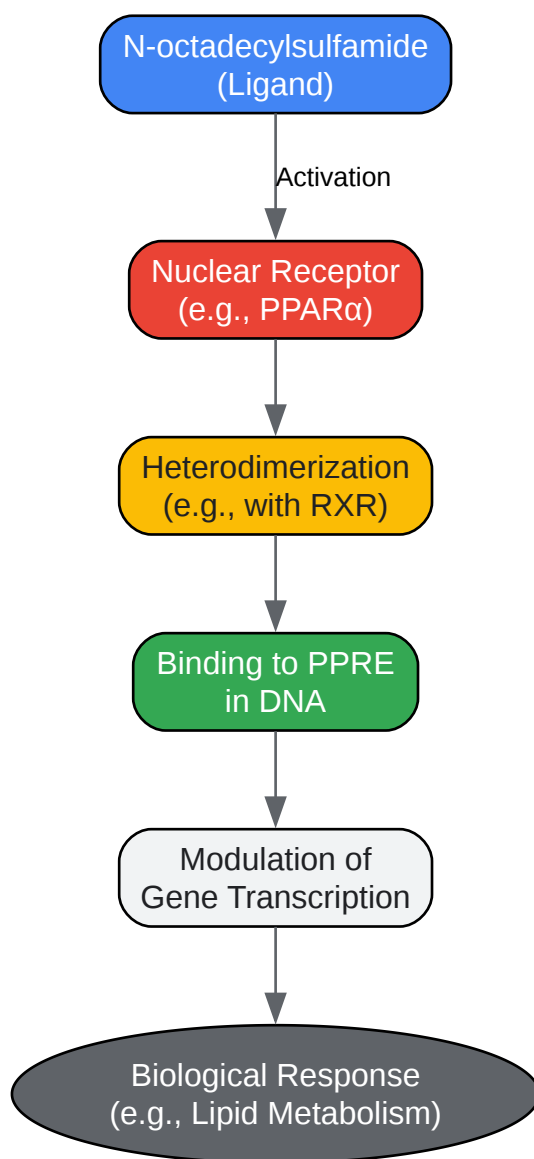 N-octadecylsulfamide
(Ligand)
Activation
Nuclear Receptor
(e.g., PPARα)
Heterodimerization
(e.g., with RXR)
Binding to PPRE
in DNA
Modulation of
Gene Transcription
Biological Response
(e.g., Lipid Metabolism)